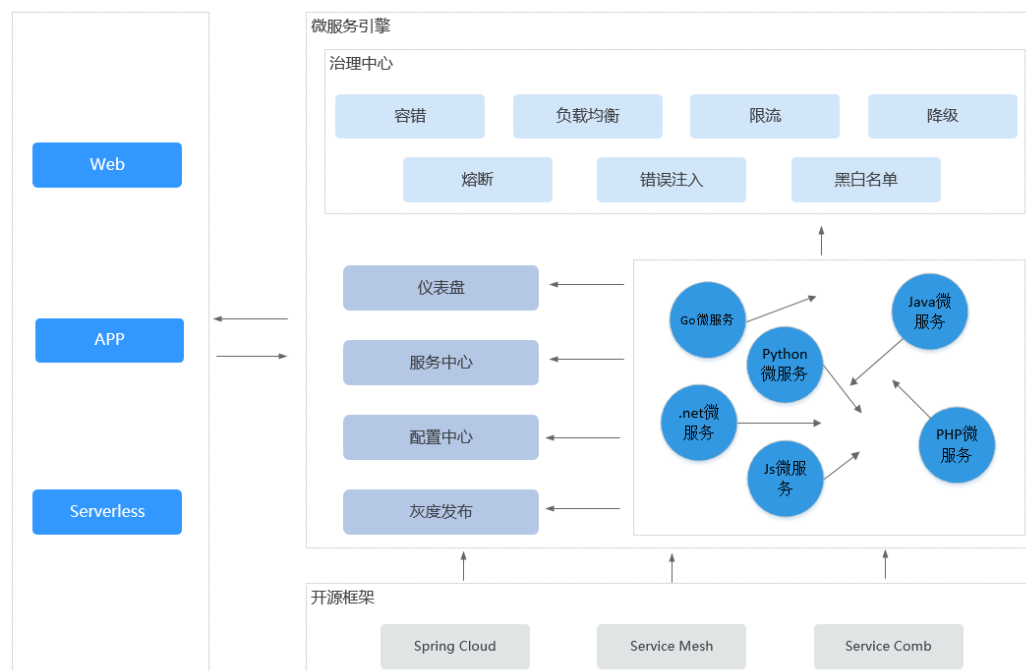 微服务引擎
治理中心
容错
负载均衡
限流
降级
熔断
错误注入
黑白名单
Web
APP
Serverless
仪表盘
服务中心
配置中心
灰度发布
Go微服务
Java微
服务
Python
微服务
.net微
服务
PHP微
服务
Js微服
务
开源框架
Spring Cloud
Service Mesh
Service Comb